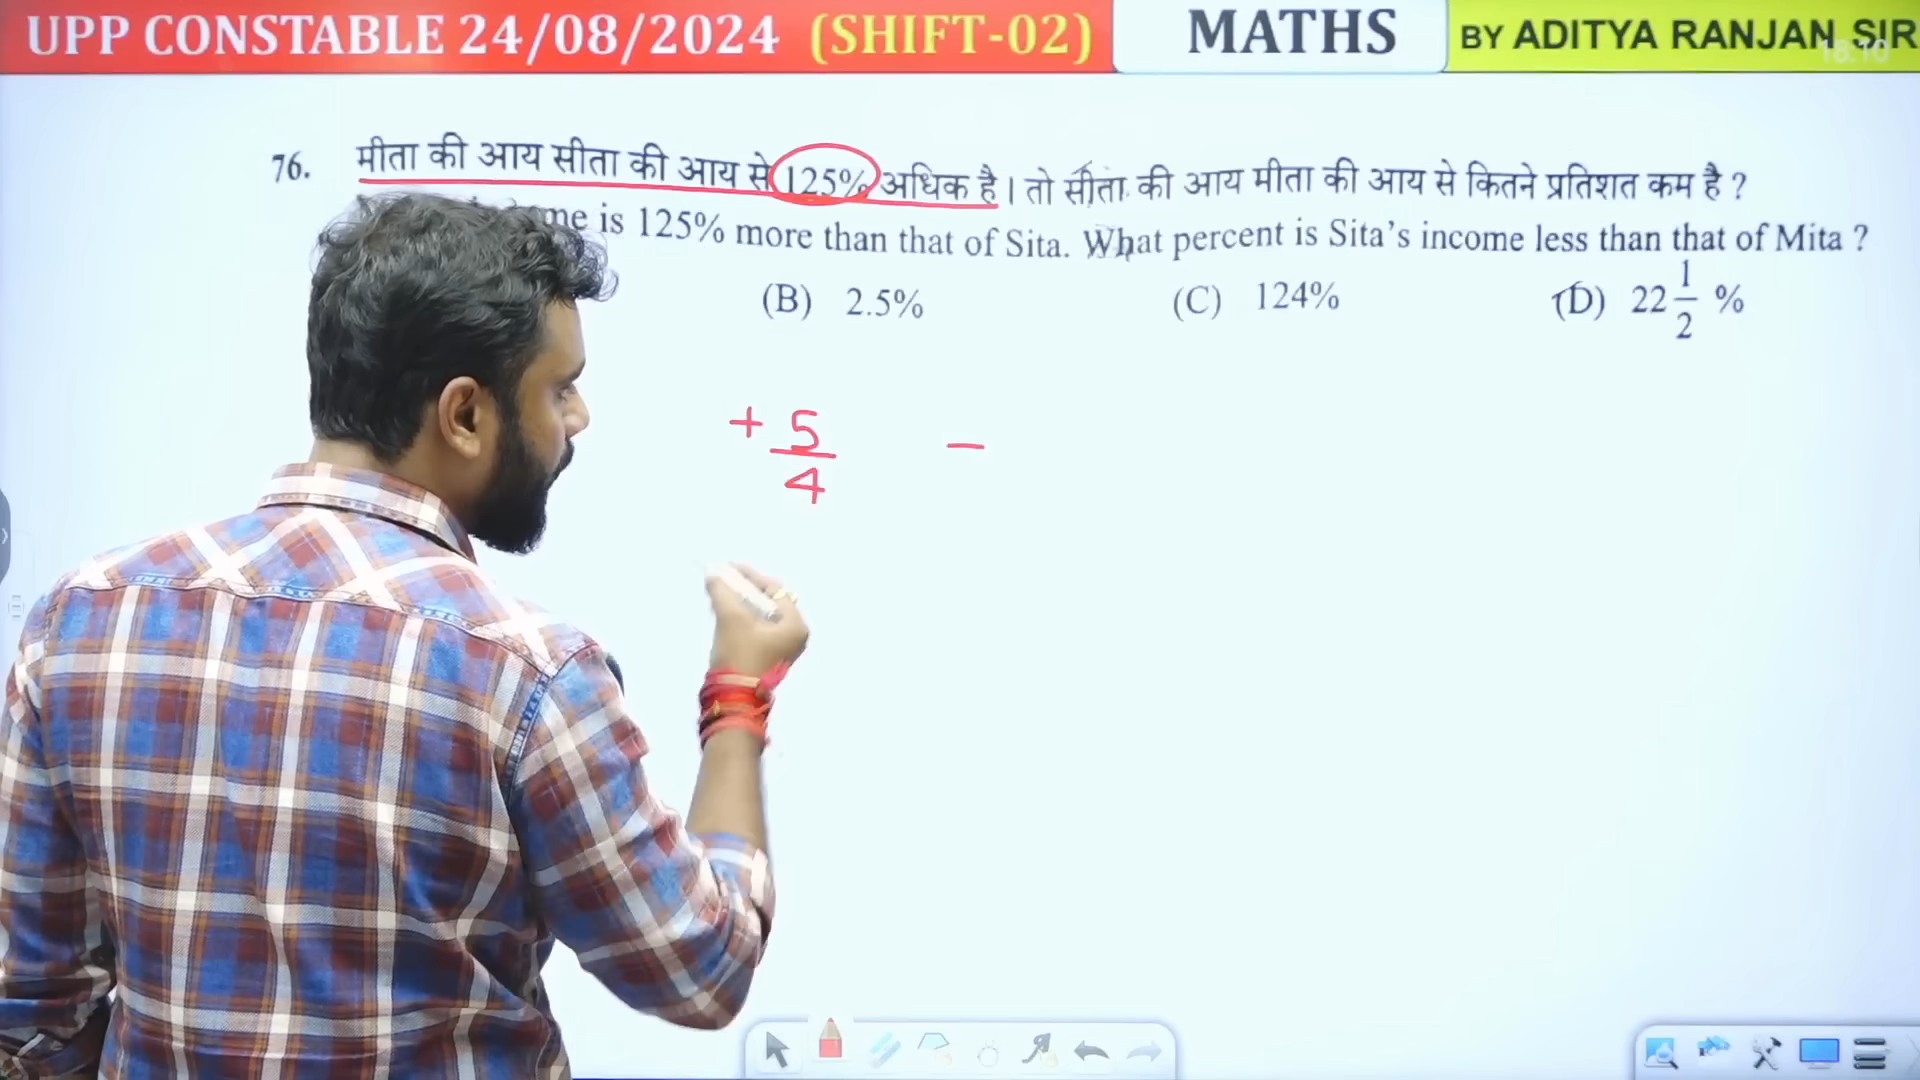 UPP CONSTABLE 24/08/2024 (SHIFT-02) MATHS BY ADITYA RANJAN SIR
18:10
76. मीता की आय सीता की आय से 125% अधिक है। तो सीता की आय मीता की आय से कितने प्रतिशत कम है ?
is 125% more than that of Sita. What percent is Sita's income less than that of Mita ?
(B) 2.5% (C) 124% (D) 22 1/2 %
+ 5/4 −